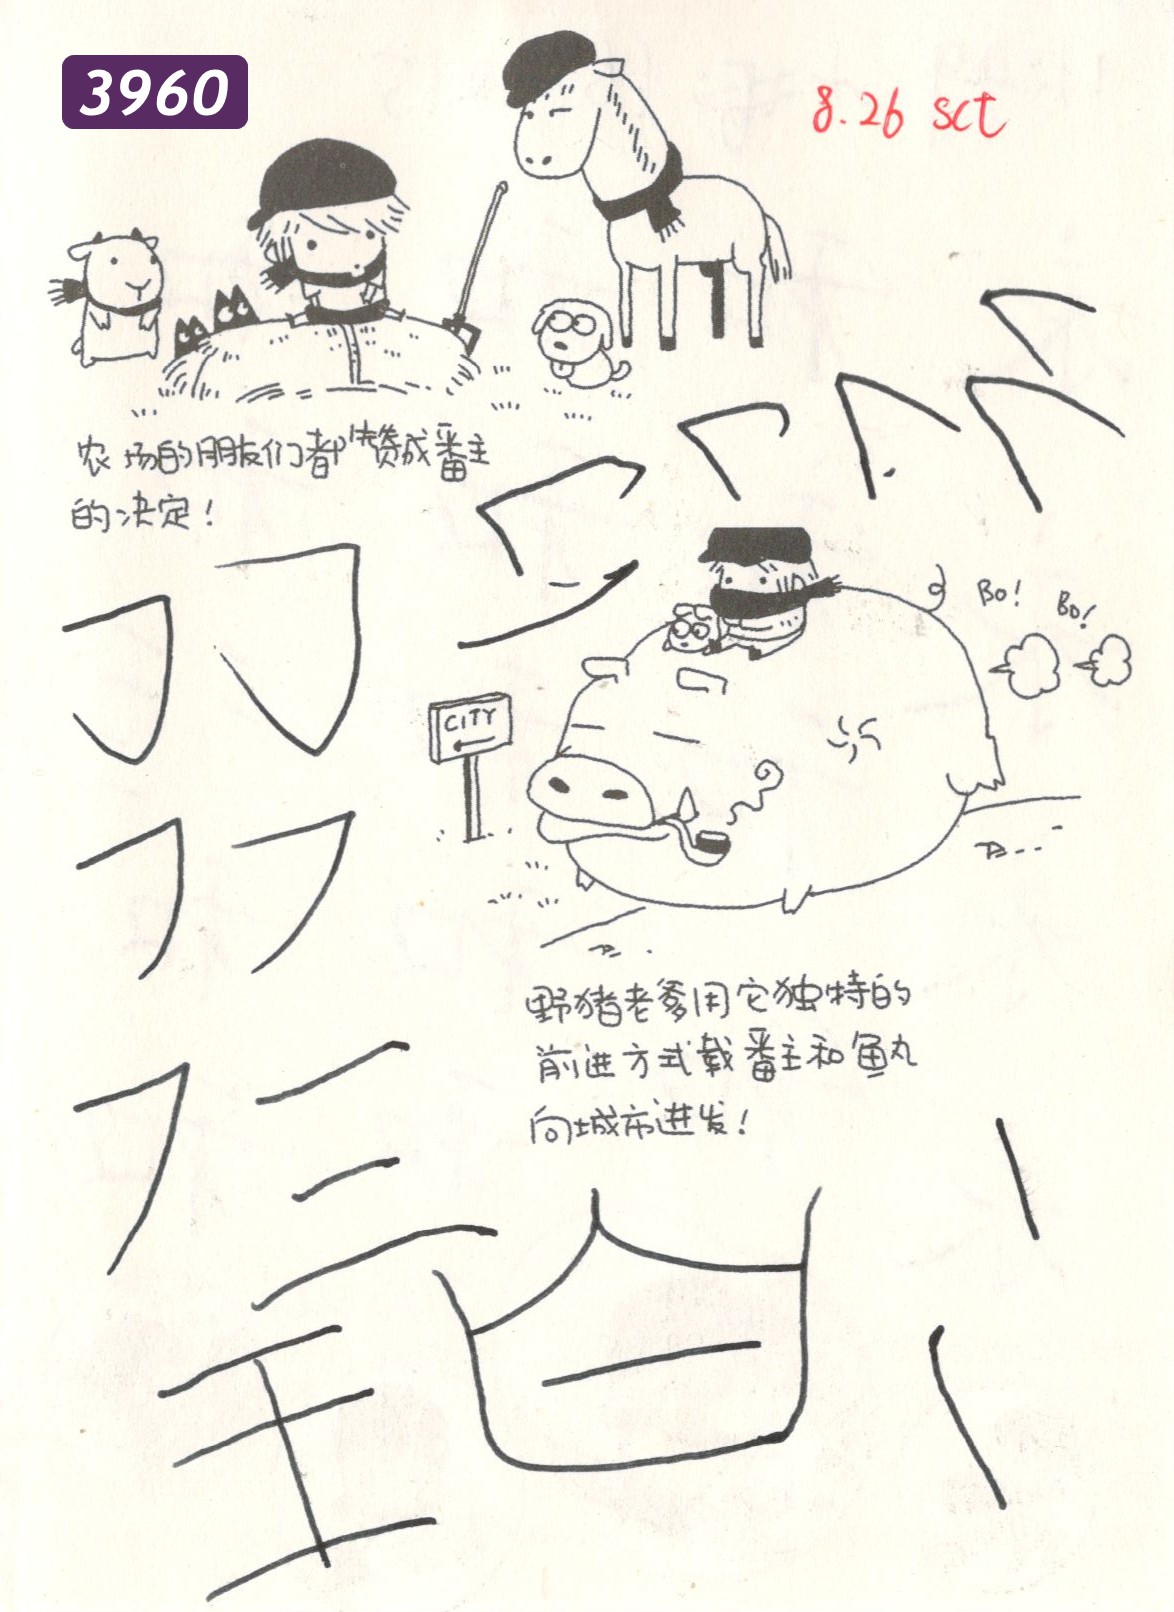 3960
8.26 sct
农场的朋友们都赞成番主
的决定！
Bo!
Bo!
CITY
野猪老爹用它独特的
前进方式载番主和鱼丸
向城市进发！